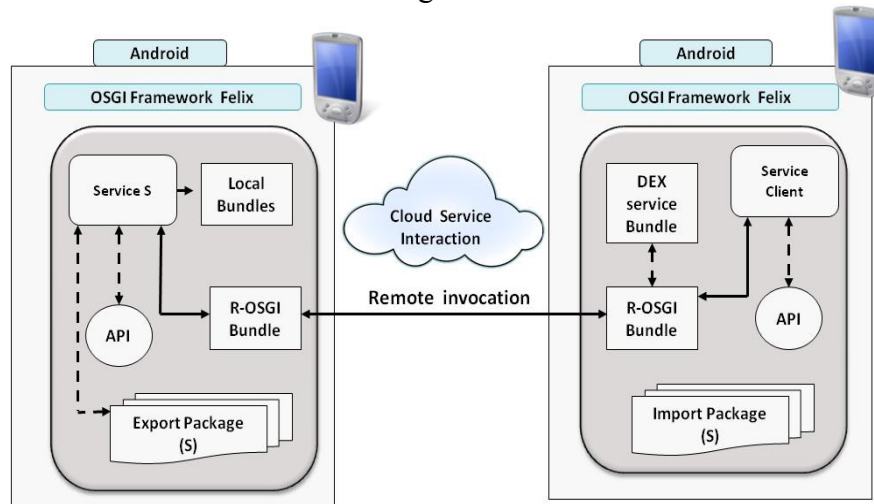 Android
OSGI Framework Felix
Service S
Local
Bundles
API
R-OSGI
Bundle
Export Package
(S)
Cloud Service
Interaction
Remote invocation
Android
OSGI Framework Felix
DEX
service
Bundle
Service
Client
R-OSGI
Bundle
API
Import Package
(S)